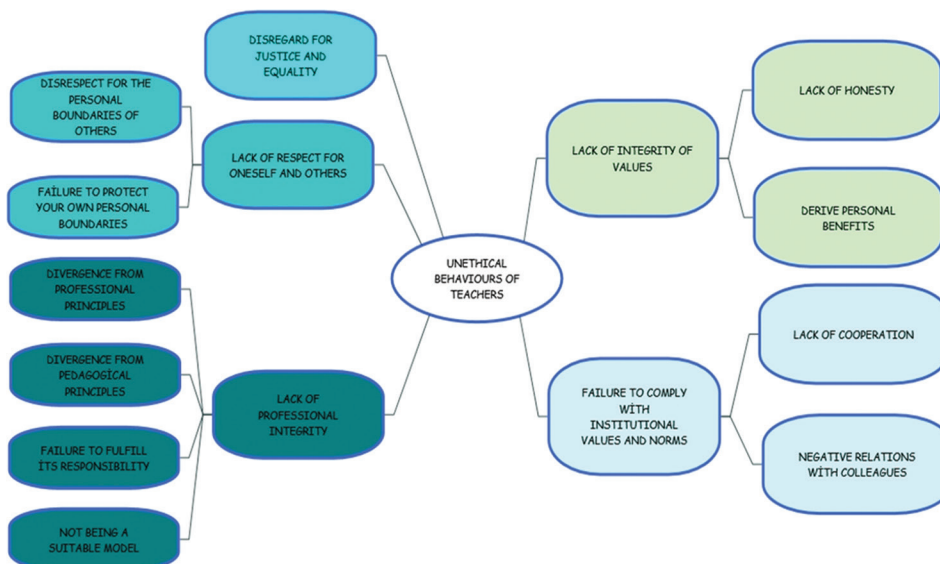 DISREGARD FOR
JUSTICE AND
EQUALITY
DISRESPECT FOR THE
PERSONAL
BOUNDARIES OF
OTHERS
LACK OF RESPECT FOR
ONESELF AND OTHERS
FAİLURE TO PROTECT
YOUR OWN PERSONAL
BOUNDARIES
DIVERGENCE FROM
PROFESSIONAL
PRINCIPLES
DIVERGENCE FROM
PEDAGOGİCAL
PRINCIPLES
LACK OF
PROFESSIONAL
INTEGRITY
FAILURE TO FULFILL
İTS RESPONSIBILITY
NOT BEING A
SUITABLE MODEL
UNETHICAL
BEHAVIOURS OF
TEACHERS
LACK OF INTEGRITY OF
VALUES
LACK OF HONESTY
DERIVE PERSONAL
BENEFITS
FAILURE TO COMPLY
WİTH
INSTITUTIONAL
VALUES AND NORMS
LACK OF COOPERATION
NEGATIVE RELATIONS
WİTH COLLEAGUES